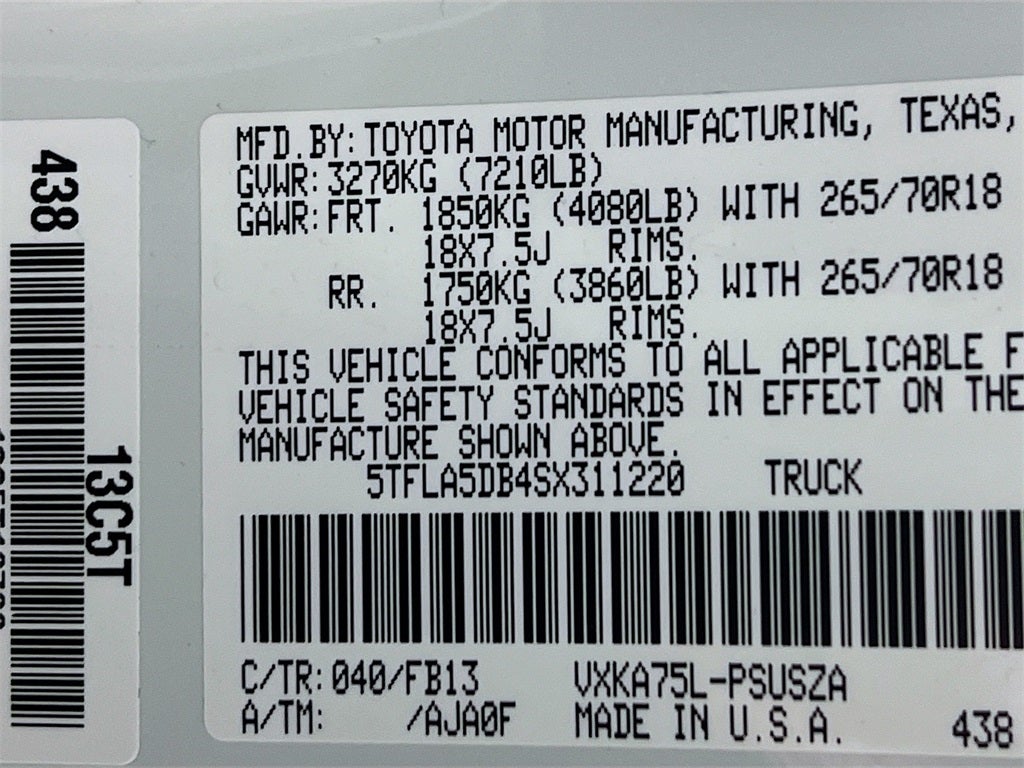 438
13C5T
MFD.BY:TOYOTA MOTOR MANUFACTURING, TEXAS,
GVWR:3270KG (7210LB)
GAWR:FRT. 1850KG (4080LB) WITH 265/70R18
18X7.5J RIMS.
RR. 1750KG (3860LB) WITH 265/70R18
18X7.5J RIMS.
THIS VEHICLE CONFORMS TO ALL APPLICABLE F
VEHICLE SAFETY STANDARDS IN EFFECT ON THE
MANUFACTURE SHOWN ABOVE.
5TFLA5DB4SX311220 TRUCK
C/TR:040/FB13 VXKA75L-PSUSZA
A/TM: /AJA0F MADE IN U.S.A. 438